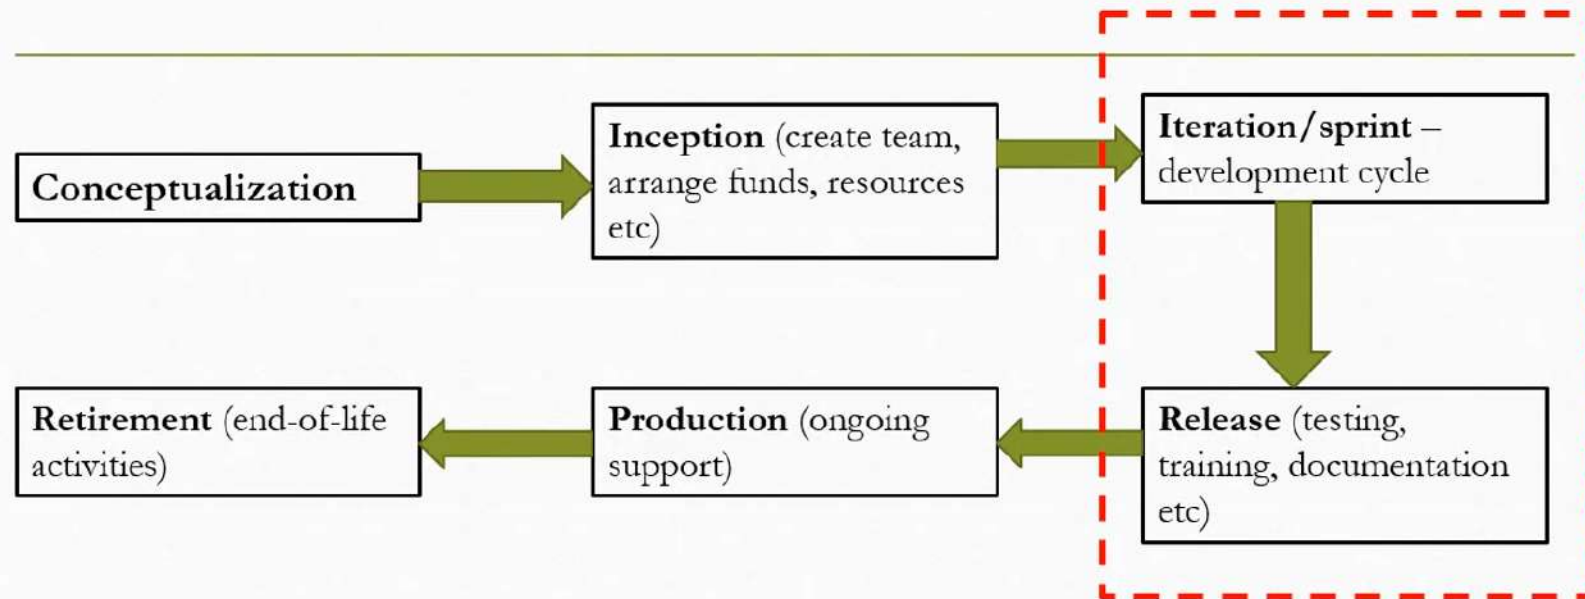 Conceptualization
Inception (create team,
arrange funds, resources
etc)
Iteration/sprint –
development cycle
Release (testing,
training, documentation
etc)
Production (ongoing
support)
Retirement (end-of-life
activities)